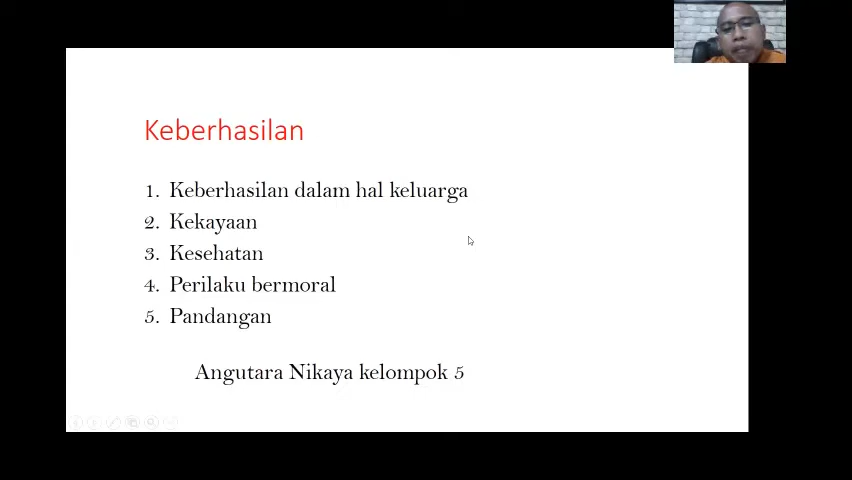 Keberhasilan
1. Keberhasilan dalam hal keluarga
2. Kekayaan
3. Kesehatan
4. Perilaku bermoral
5. Pandangan
Angutara Nikaya kelompok 5